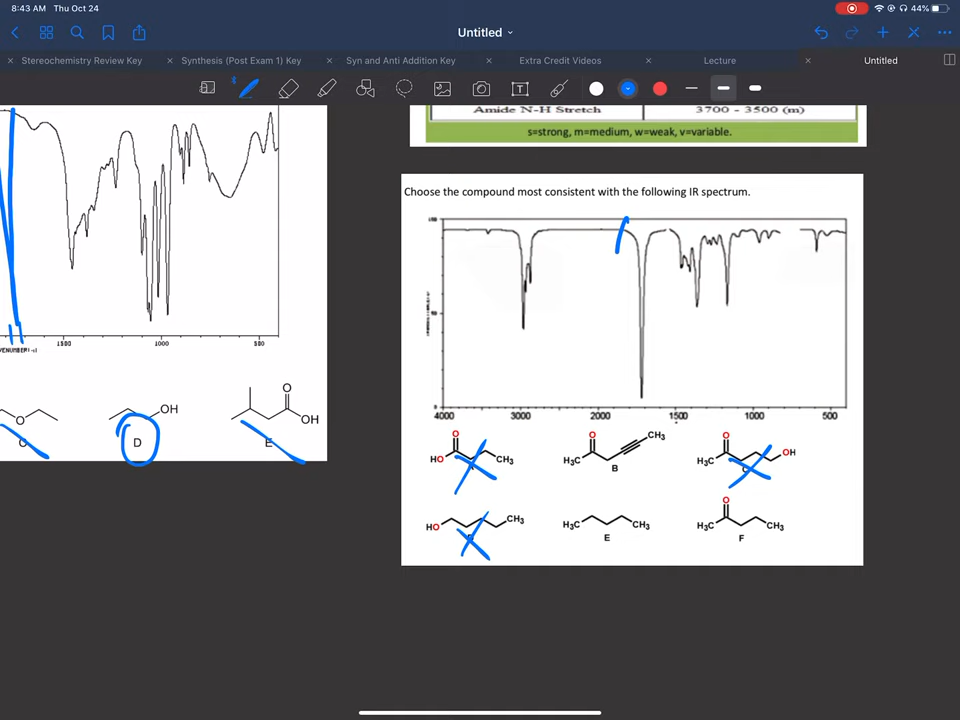 8:43 AM Thu Oct 24
44%
Untitled
Stereochemistry Review Key
Synthesis (Post Exam 1) Key
Syn and Anti Addition Key
Extra Credit Videos
Lecture
Untitled
Amide N-H Stretch 3700 - 3500 (m)
s=strong, m=medium, w=weak, v=variable.
Choose the compound most consistent with the following IR spectrum.
4000 3000 2000 1500 1000 500
1500 1000 500
O
C
OH
D
O
OH
E
O
HO
CH3
O
H3C
CH3
B
O
H3C
OH
HO
CH3
H3C
CH3
E
O
H3C
CH3
F